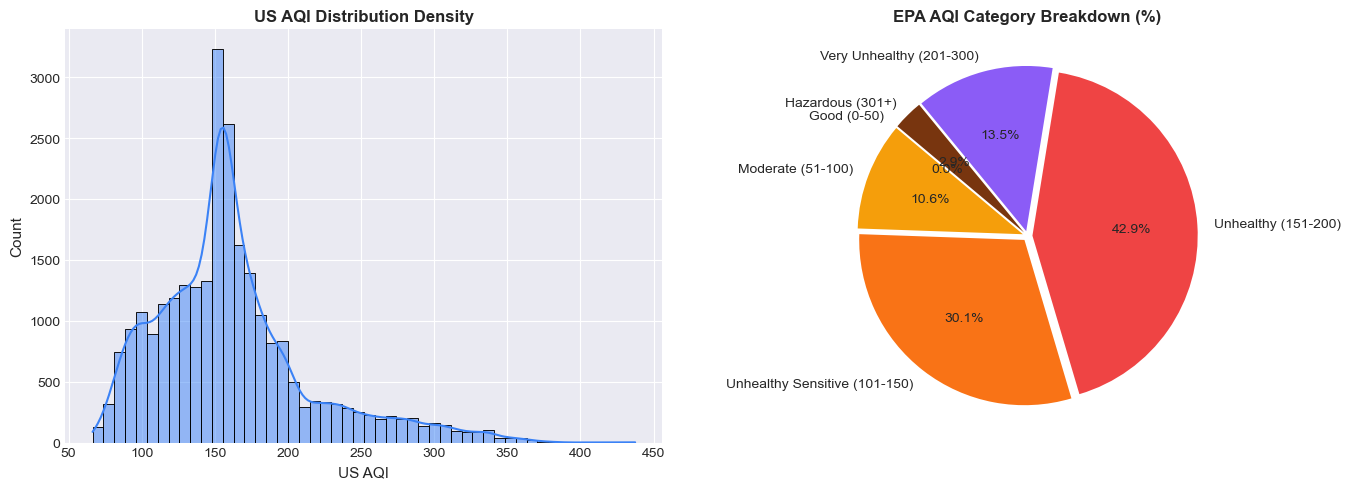 US AQI Distribution Density
3000
2500
2000
1500
1000
500
0
Count
50
100
150
200
250
300
350
400
450
US AQI
EPA AQI Category Breakdown (%)
Very Unhealthy (201-300)
Hazardous (301+)
Good (0-50)
Moderate (51-100)
Unhealthy Sensitive (101-150)
Unhealthy (151-200)
13.5%
2.9%
0.0%
10.6%
42.9%
30.1%